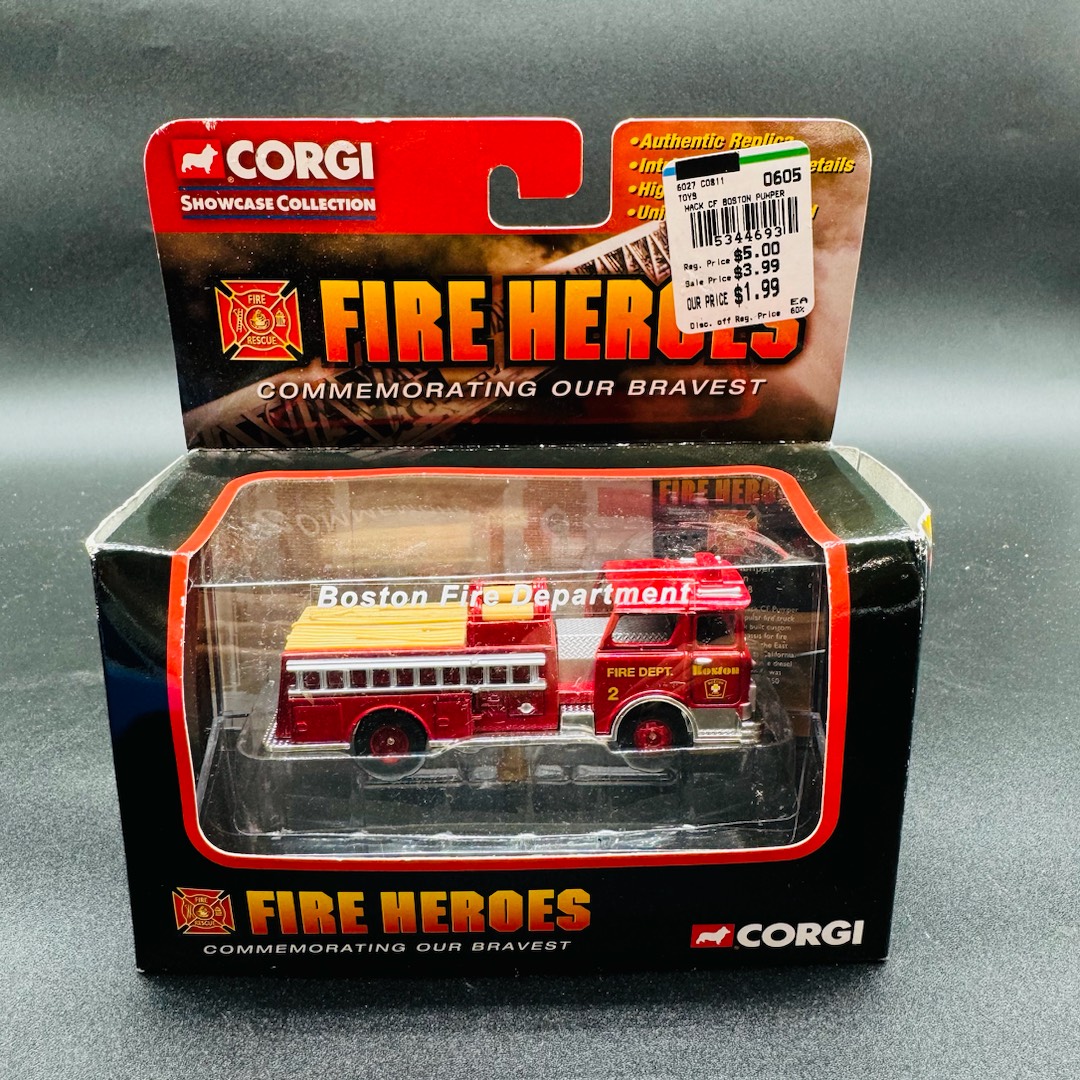 CORGI
SHOWCASE COLLECTION
•Authentic Replica
•Int etails
•Hig
•Uni
6027 C0811 0605
TOYS
MACK CF BOSTON PUMPER
5344693
Reg. Price $5.00
Sale Price $3.99
OUR PRICE $1.99 EA
Disc. off Reg. Price 60%
FIRE
RESCUE
FIRE HEROES
COMMEMORATING OUR BRAVEST
FIRE HERO
Boston Fire Department
FIRE DEPT.
2
Boston
FIRE
RESCUE
FIRE HEROES
COMMEMORATING OUR BRAVEST
CORGI